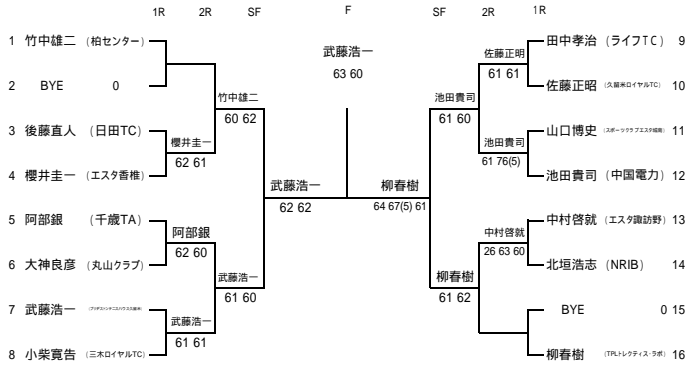 1R 2R SF F SF 2R 1R
1 竹中雄二 (柏センター)
2 BYE 0
3 後藤直人 (日田TC)
4 櫻井圭一 (エスタ香椎)
5 阿部銀 (千歳TA)
6 大神良彦 (丸山クラブ)
7 武藤浩一
8 小柴寛告 (三木ロイヤルTC)
櫻井圭一
62 61
阿部銀
62 60
武藤浩一
61 61
竹中雄二
60 62
武藤浩一
61 60
武藤浩一
62 62
武藤浩一
63 60
柳春樹
64 67(5) 61
池田貴司
61 60
柳春樹
61 62
佐藤正明
61 61
池田貴司
61 76(5)
中村啓就
26 63 60
田中孝治 (ライフTC) 9
佐藤正昭 (久留米ロイヤルTC) 10
山口博史 11
池田貴司 (中国電力) 12
中村啓就 (エスタ諏訪野) 13
北垣浩志 (NRIB) 14
BYE 0 15
柳春樹 (TPLトレクティス・ラボ) 16